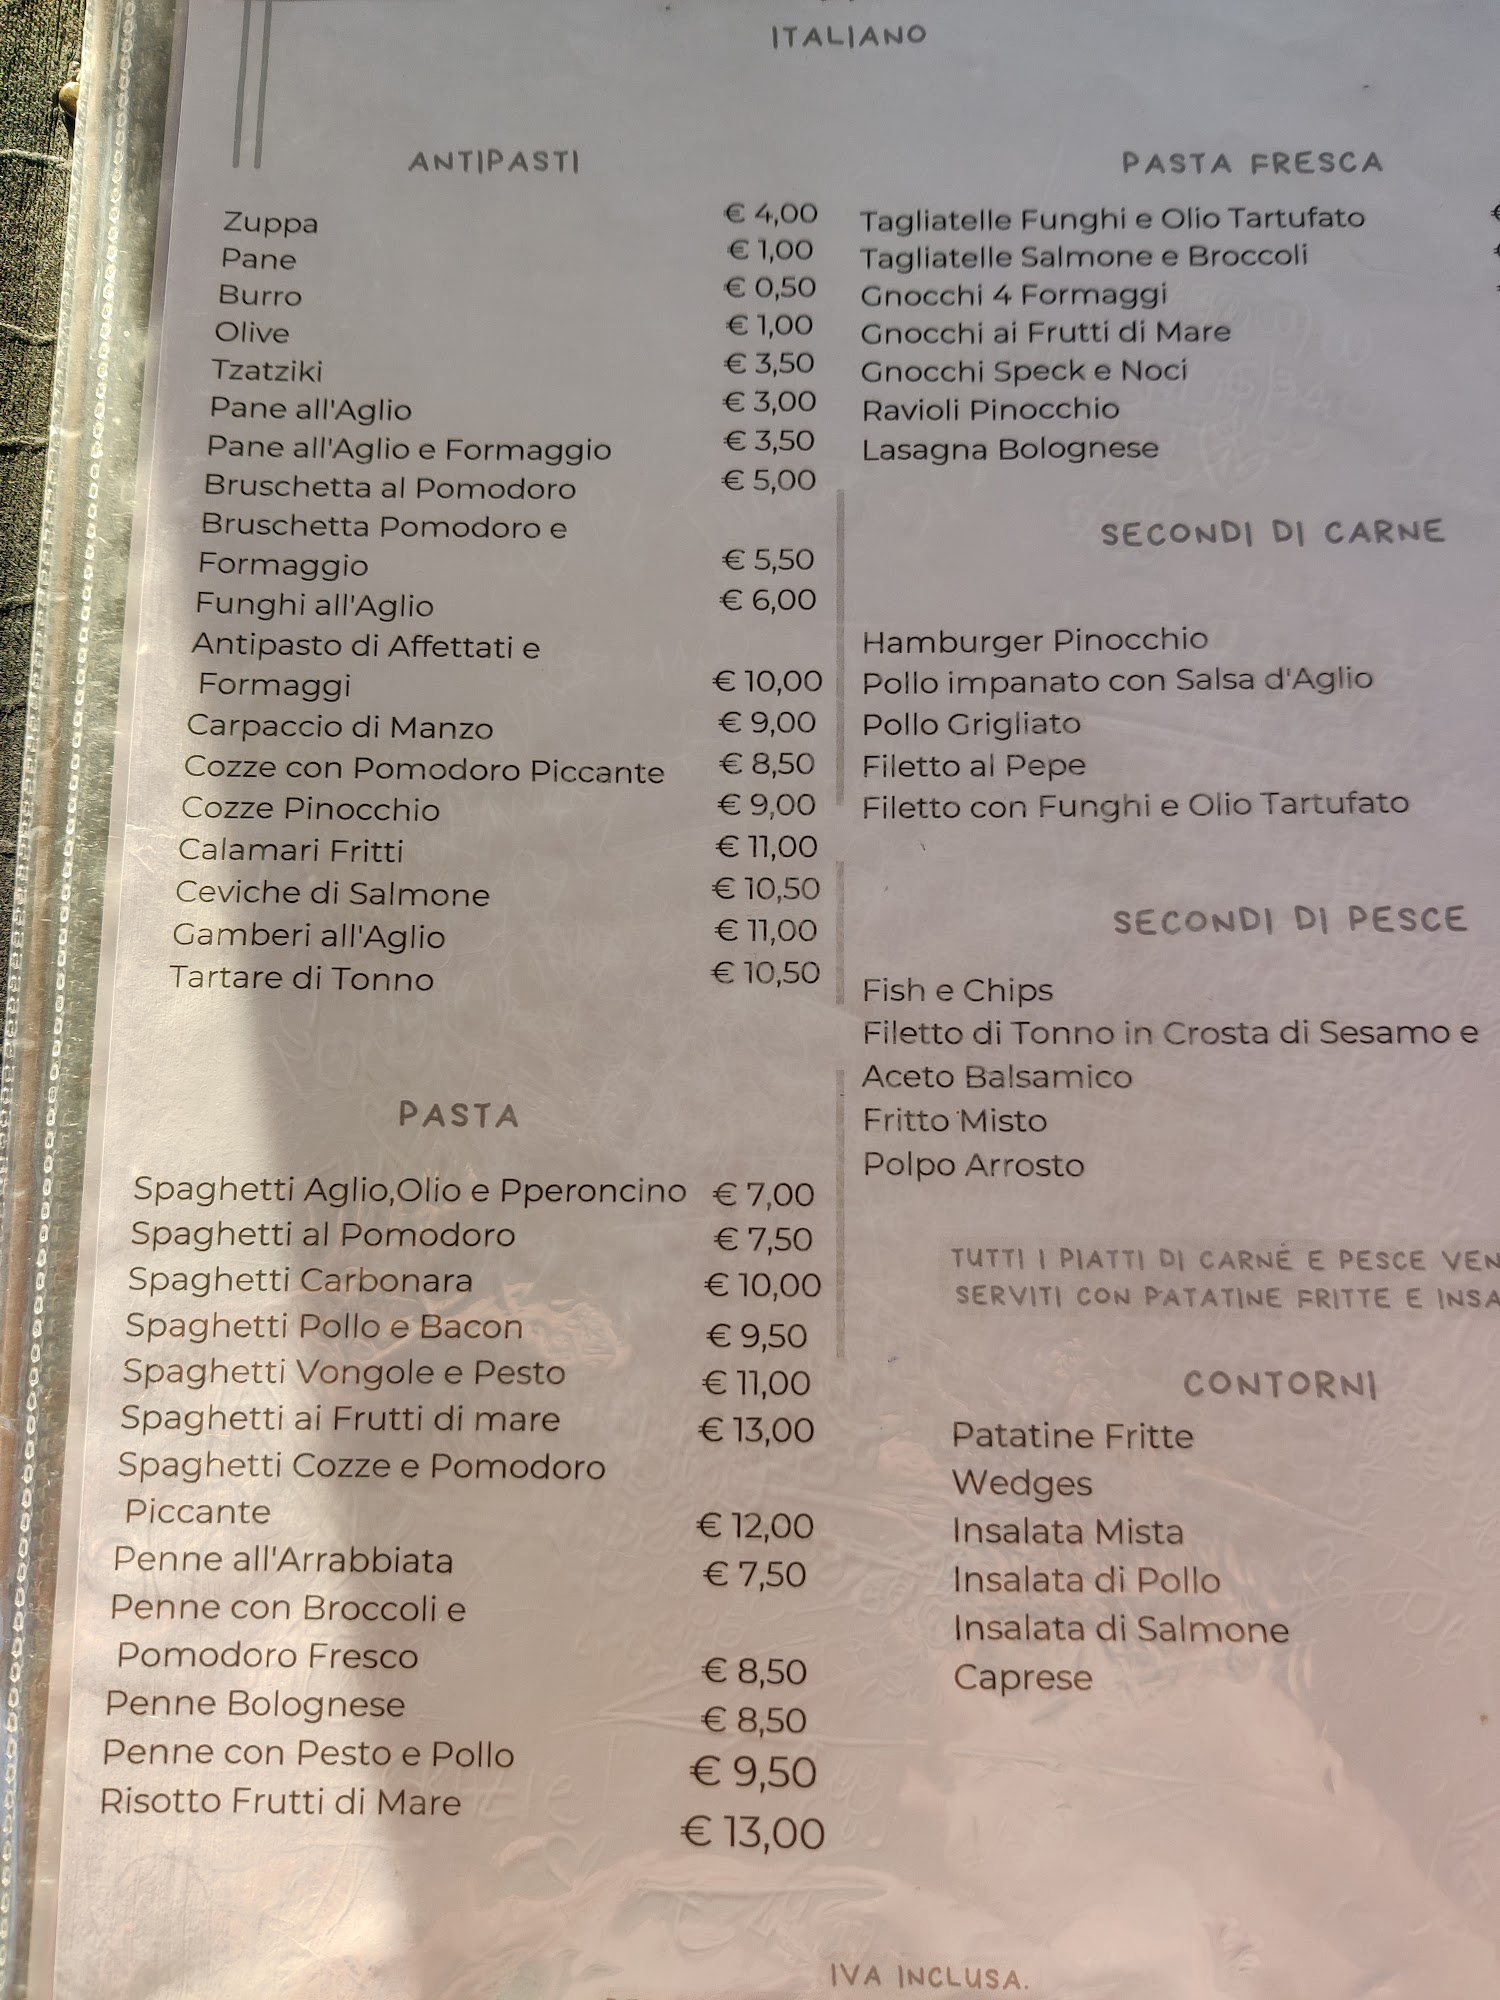 ITALIANO
ANTIPASTI
Zuppa € 4,00
Pane € 1,00
Burro € 0,50
Olive € 1,00
Tzatziki € 3,50
Pane all'Aglio € 3,00
Pane all'Aglio e Formaggio € 3,50
Bruschetta al Pomodoro € 5,00
Bruschetta Pomodoro e
Formaggio € 5,50
Funghi all'Aglio € 6,00
Antipasto di Affettati e
Formaggi € 10,00
Carpaccio di Manzo € 9,00
Cozze con Pomodoro Piccante € 8,50
Cozze Pinocchio € 9,00
Calamari Fritti € 11,00
Ceviche di Salmone € 10,50
Gamberi all'Aglio € 11,00
Tartare di Tonno € 10,50
PASTA
Spaghetti Aglio,Olio e Pperoncino € 7,00
Spaghetti al Pomodoro € 7,50
Spaghetti Carbonara € 10,00
Spaghetti Pollo e Bacon € 9,50
Spaghetti Vongole e Pesto € 11,00
Spaghetti ai Frutti di mare € 13,00
Spaghetti Cozze e Pomodoro
Piccante € 12,00
Penne all'Arrabbiata € 7,50
Penne con Broccoli e
Pomodoro Fresco € 8,50
Penne Bolognese € 8,50
Penne con Pesto e Pollo € 9,50
Risotto Frutti di Mare € 13,00
PASTA FRESCA
Tagliatelle Funghi e Olio Tartufato
Tagliatelle Salmone e Broccoli
Gnocchi 4 Formaggi
Gnocchi ai Frutti di Mare
Gnocchi Speck e Noci
Ravioli Pinocchio
Lasagna Bolognese
SECONDI DI CARNE
Hamburger Pinocchio
Pollo impanato con Salsa d'Aglio
Pollo Grigliato
Filetto al Pepe
Filetto con Funghi e Olio Tartufato
SECONDI DI PESCE
Fish e Chips
Filetto di Tonno in Crosta di Sesamo e
Aceto Balsamico
Fritto Misto
Polpo Arrosto
TUTTI I PIATTI DI CARNE E PESCE VEN
SERVITI CON PATATINE FRITTE E INSA
CONTORNI
Patatine Fritte
Wedges
Insalata Mista
Insalata di Pollo
Insalata di Salmone
Caprese
IVA INCLUSA.